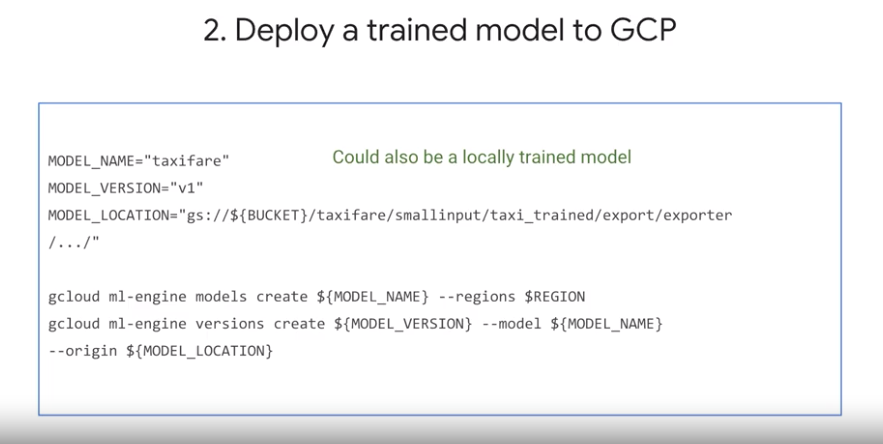 2. Deploy a trained model to GCP
MODEL_NAME="taxifare"
Could also be a locally trained model
MODEL_VERSION="v1"
MODEL_LOCATION="gs://${BUCKET}/taxifare/smallinput/taxi_trained/export/exporter
/.../"
gcloud ml-engine models create ${MODEL_NAME} --regions $REGION
gcloud ml-engine versions create ${MODEL_VERSION} --model ${MODEL_NAME}
--origin ${MODEL_LOCATION}